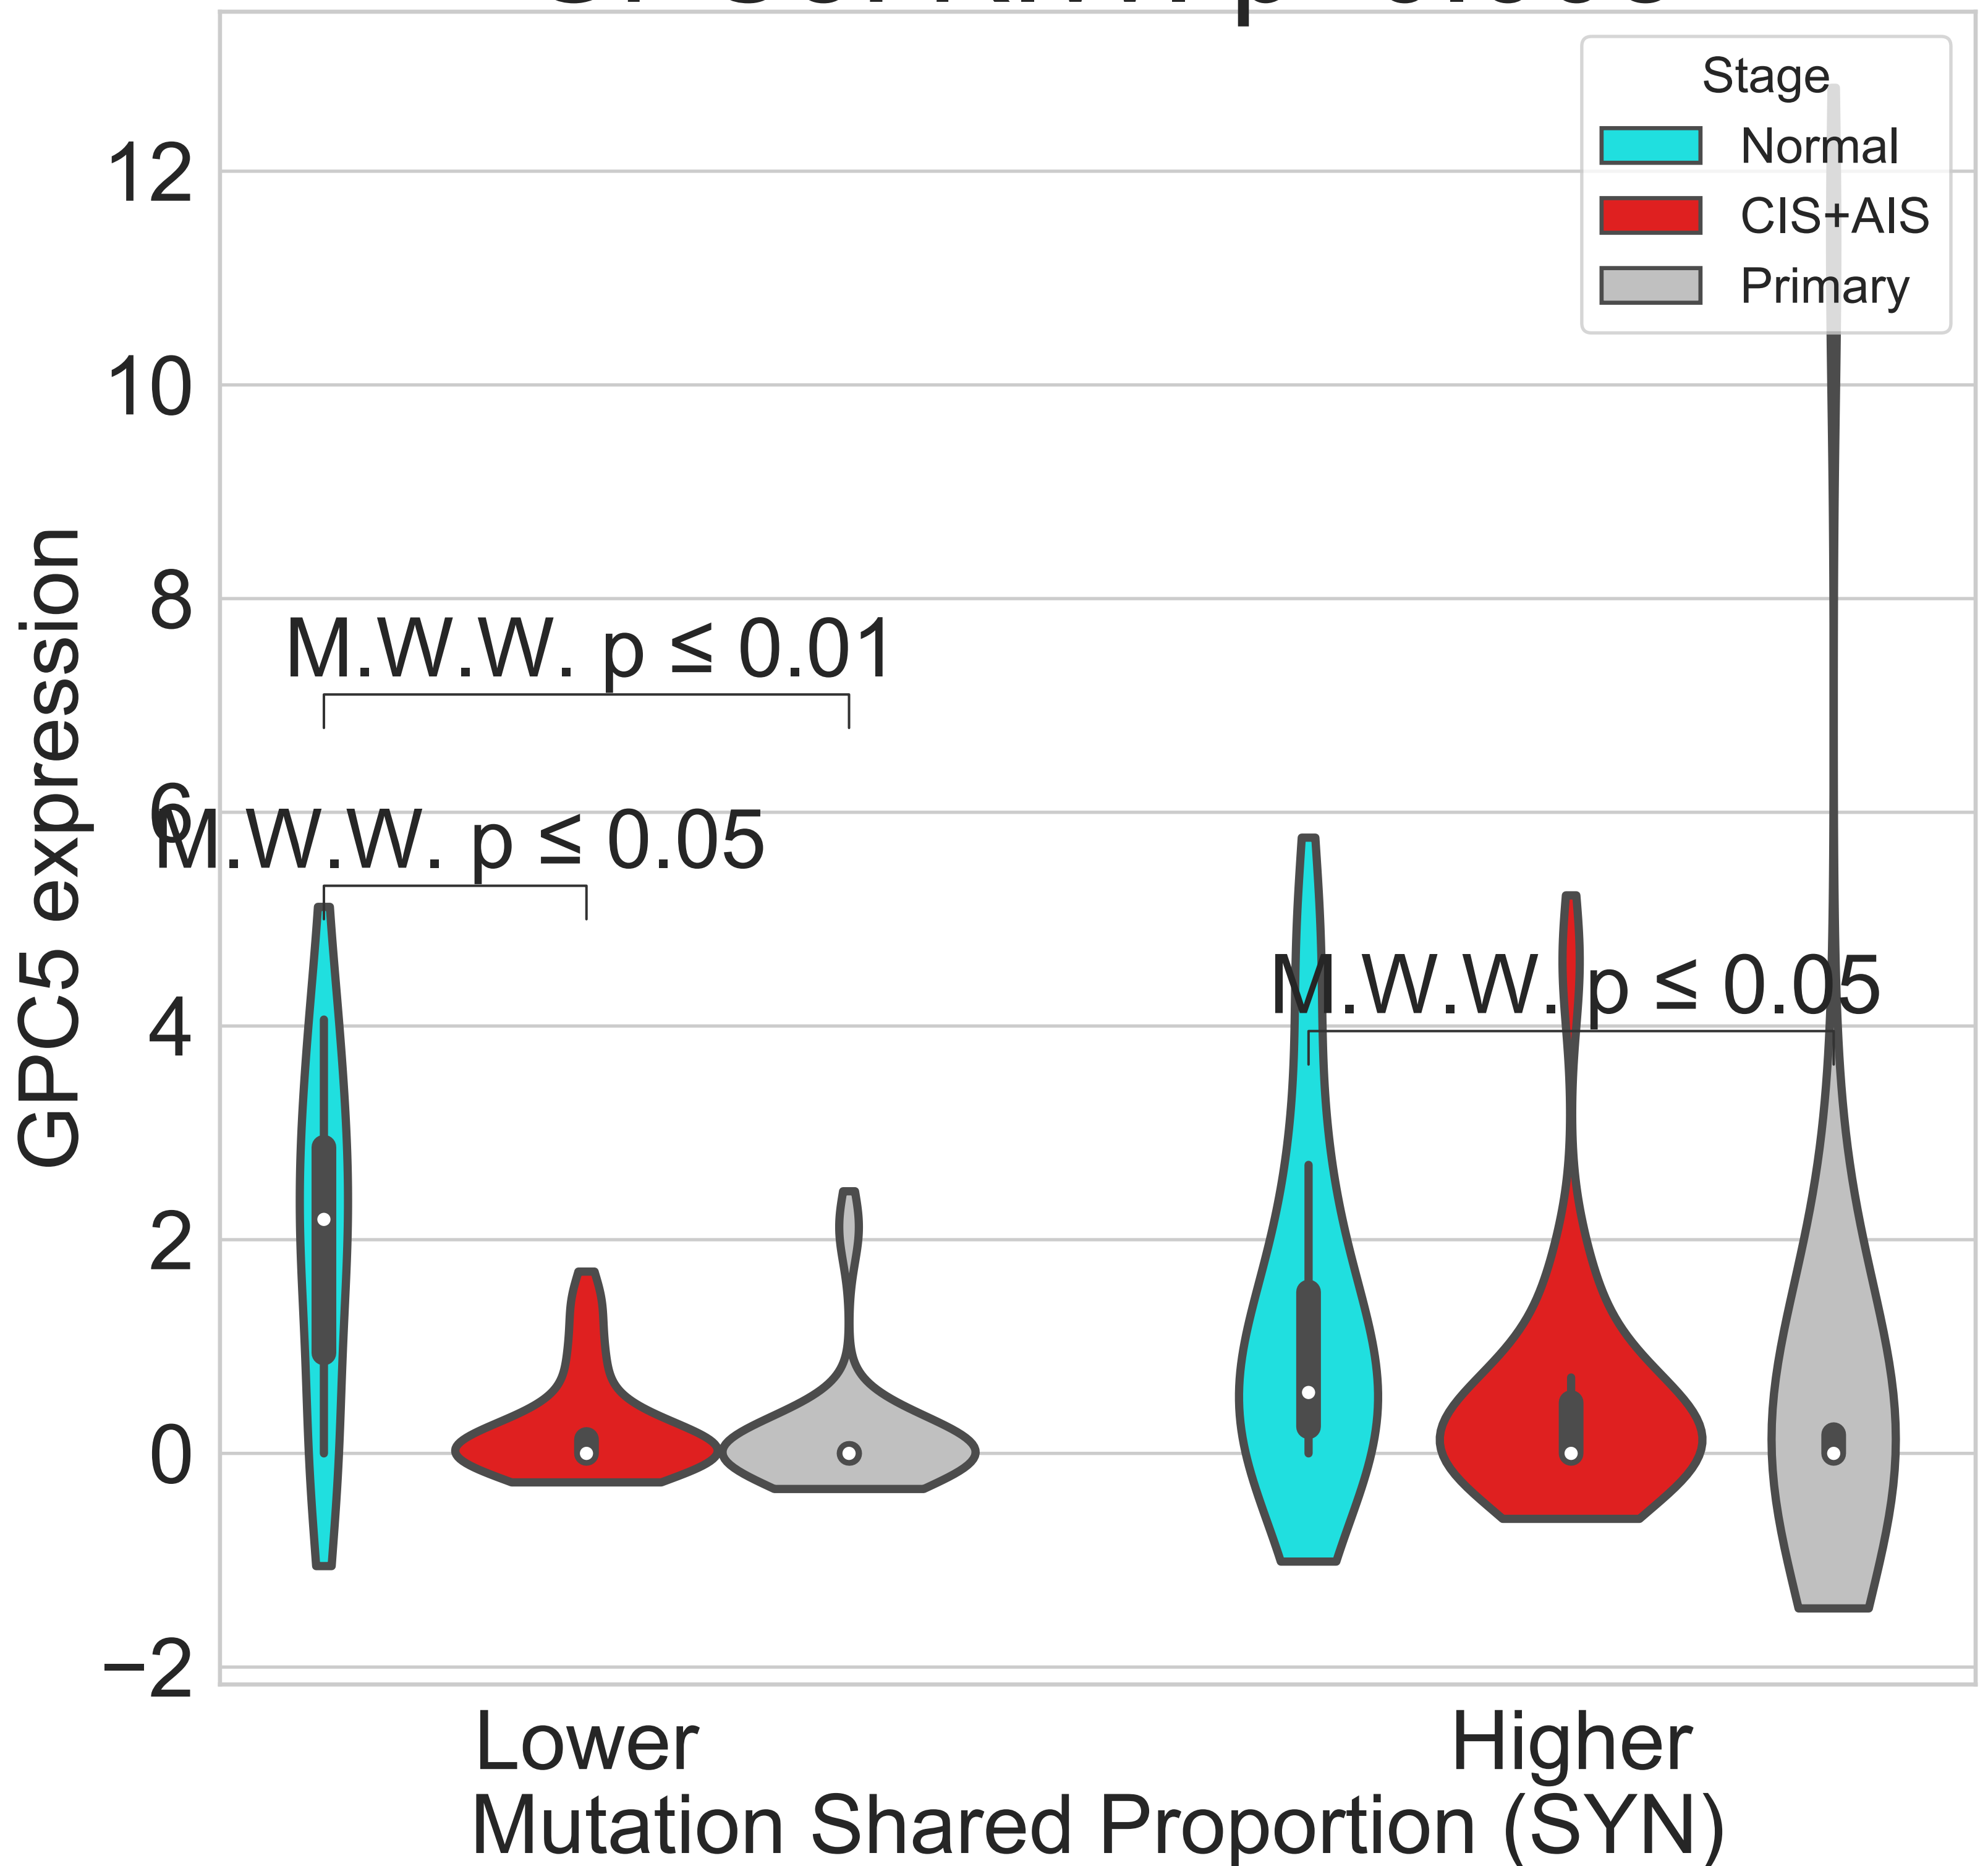 Stage
Normal
CIS+AIS
Primary
12
10
8
6
4
2
0
−2
GPC5 expression
M.W.W. p ≤ 0.01
M.W.W. p ≤ 0.05
M.W.W. p ≤ 0.05
Lower
Higher
Mutation Shared Proportion (SYN)